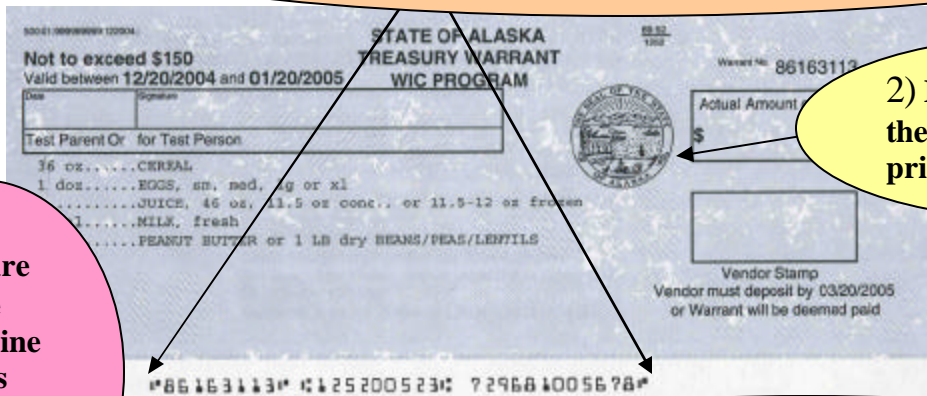 STATE OF ALASKA
TREASURY WARRANT
WIC PROGRAM
Not to exceed $150
Valid between 12/20/2004 and 01/20/2005
Warrant No. 86163113
Date
Signature
Actual Amount
$
Test Parent Or for Test Person
36 oz......CEREAL
1 doz......EGGS, sm, med, lg or xl
.........JUICE, 46 oz, 11.5 oz conc., or 11.5-12 oz frozen
......MILK, fresh
......PEANUT BUTTER or 1 LB dry BEANS/PEAS/LENTILS
OF ALASKA
Vendor Stamp
Vendor must deposit by 03/20/2005
or Warrant will be deemed paid
⑈86163113⑈ ⑆125200523⑆ 729681005678⑈
2)
the
pri
re
ine
s